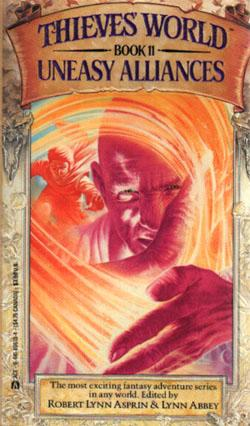 THIEVES' WORLD™
BOOK 11
UNEASY ALLIANCES
The most exciting fantasy adventure series
in any world. Edited by
ROBERT LYNN ASPRIN & LYNN ABBEY